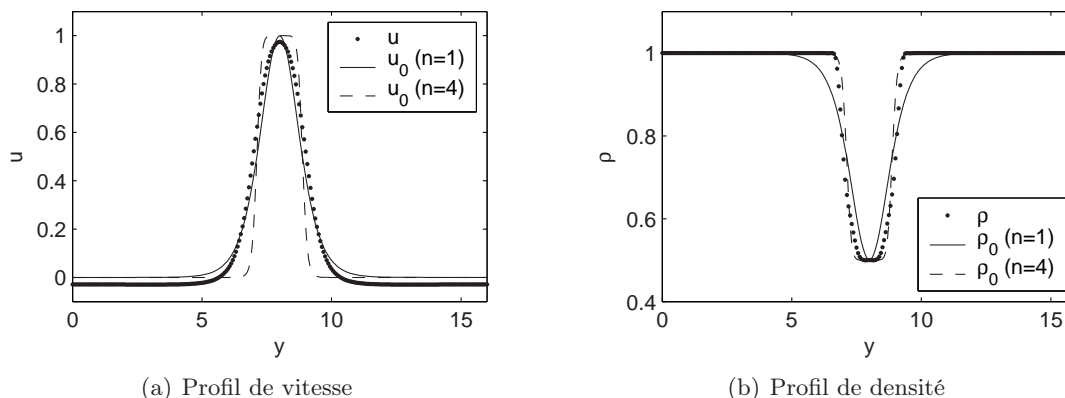 1
0.8
0.6
0.4
0.2
0
u
0
5
10
15
y
u
u0 (n=1)
u0 (n=4)
(a) Profil de vitesse
1
0.8
0.6
0.4
ρ
0
5
10
15
y
ρ
ρ0 (n=1)
ρ0 (n=4)
(b) Profil de densité